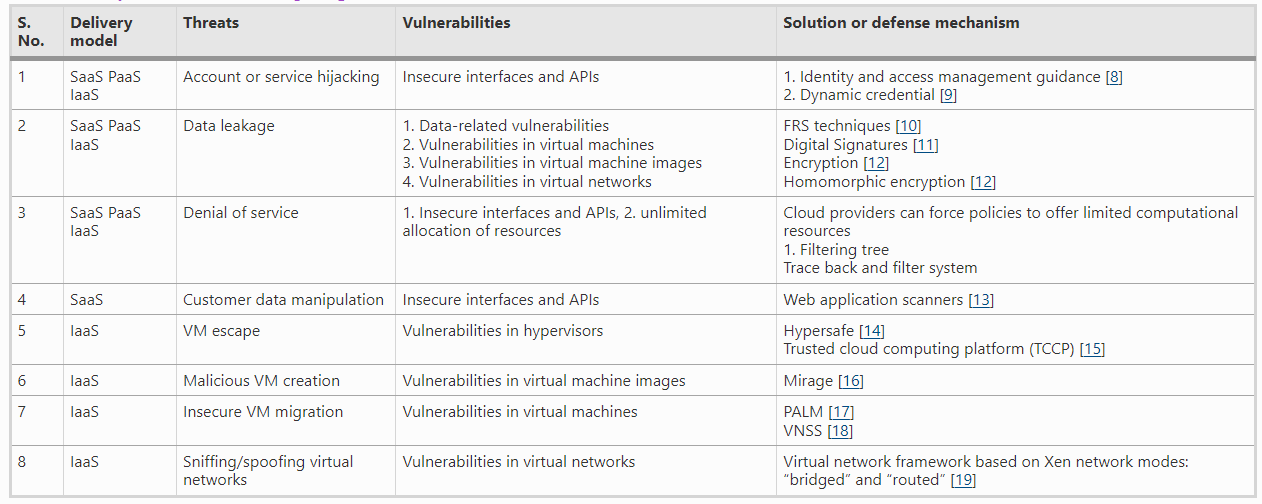 S. No. Delivery model Threats Vulnerabilities Solution or defense mechanism
1 SaaS PaaS IaaS Account or service hijacking Insecure interfaces and APIs 1. Identity and access management guidance [8]
2. Dynamic credential [9]
2 SaaS PaaS IaaS Data leakage 1. Data-related vulnerabilities
2. Vulnerabilities in virtual machines
3. Vulnerabilities in virtual machine images
4. Vulnerabilities in virtual networks
FRS techniques [10]
Digital Signatures [11]
Encryption [12]
Homomorphic encryption [12]
3 SaaS PaaS IaaS Denial of service 1. Insecure interfaces and APIs, 2. unlimited
allocation of resources
Cloud providers can force policies to offer limited computational
resources
1. Filtering tree
Trace back and filter system
4 SaaS Customer data manipulation Insecure interfaces and APIs Web application scanners [13]
5 IaaS VM escape Vulnerabilities in hypervisors Hypersafe [14]
Trusted cloud computing platform (TCCP) [15]
6 IaaS Malicious VM creation Vulnerabilities in virtual machine images Mirage [16]
7 IaaS Insecure VM migration Vulnerabilities in virtual machines PALM [17]
VNSS [18]
8 IaaS Sniffing/spoofing virtual
networks
Vulnerabilities in virtual networks Virtual network framework based on Xen network modes:
“bridged” and “routed” [19]